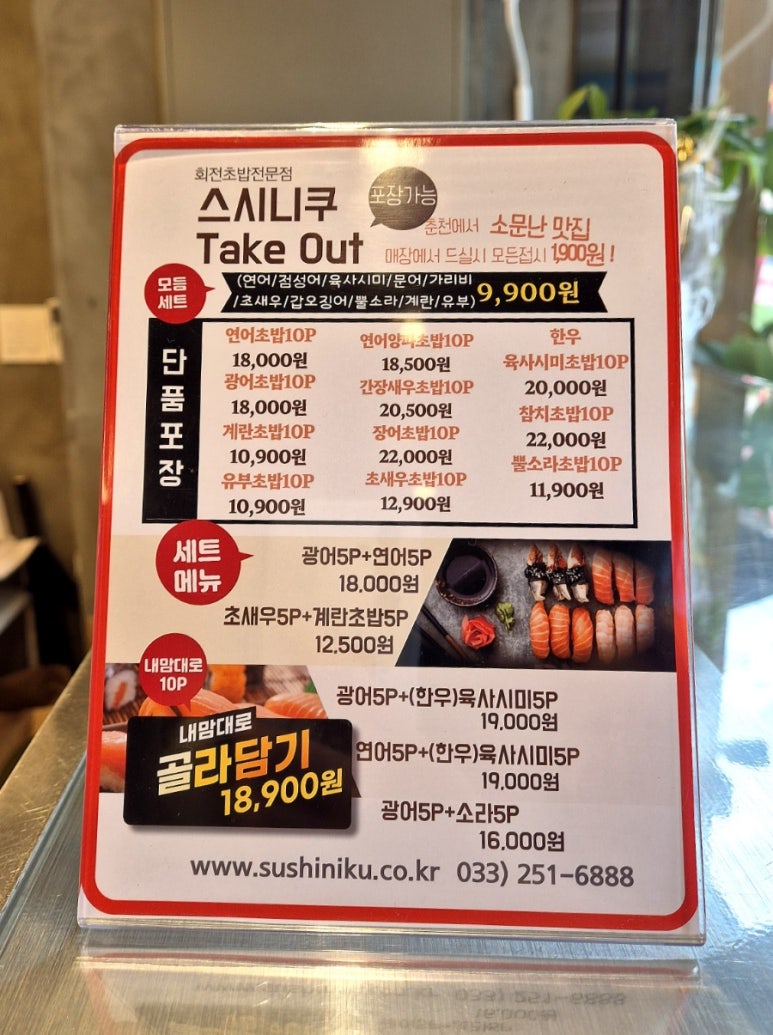 회전초밥전문점
스시니쿠
포장가능
Take Out
춘천에서 소문난 맛집
매장에서 드실시 모든접시 1,900원!
모듬
세트
(연어/점성어/육사시미/문어/가리비
/초새우/갑오징어/뿔소라/계란/유부)
9,900원
단품포장
연어초밥10P
18,000원
광어초밥10P
18,000원
계란초밥10P
10,900원
유부초밥10P
10,900원
연어양파초밥10P
18,500원
간장새우초밥10P
20,500원
장어초밥10P
22,000원
초새우초밥10P
12,900원
한우
육사시미초밥10P
20,000원
참치초밥10P
22,000원
뿔소라초밥10P
11,900원
세트
메뉴
광어5P+연어5P
18,000원
초새우5P+계란초밥5P
12,500원
내맘대로
10P
내맘대로
골라담기
18,900원
광어5P+(한우)육사시미5P
19,000원
연어5P+(한우)육사시미5P
19,000원
광어5P+소라5P
16,000원
www.sushiniku.co.kr 033) 251-6888